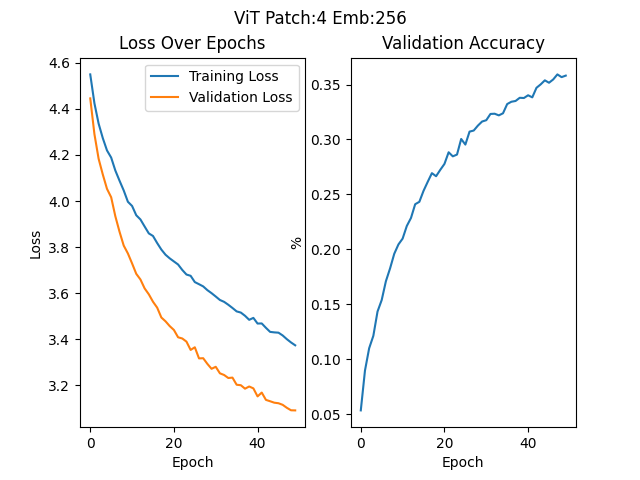 ViT Patch:4 Emb:256
Loss Over Epochs
Validation Accuracy
Training Loss
Validation Loss
4.6
4.4
4.2
4.0
3.8
3.6
3.4
3.2
Loss
0
20
40
Epoch
0.35
0.30
0.25
0.20
0.15
0.10
0.05
%
0
20
40
Epoch